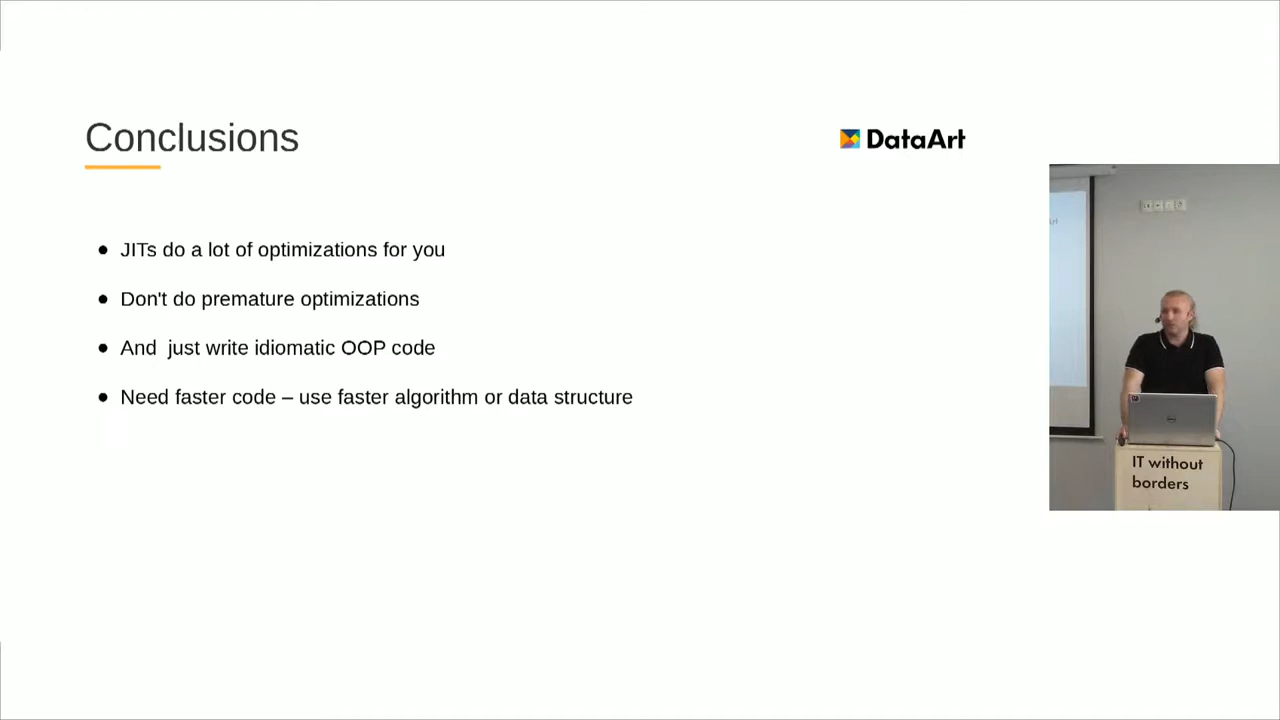 Conclusions
DataArt
JITs do a lot of optimizations for you
Don't do premature optimizations
And  just write idiomatic OOP code
Need faster code – use faster algorithm or data structure
IT without
borders